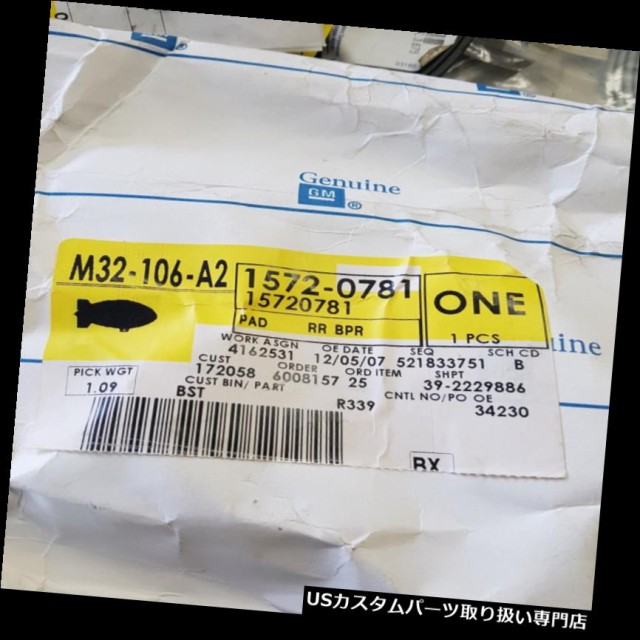 Genuine
GM
®
M32-106-A2
1572-0781
15720781
PAD RR BPR
ONE
1 PCS
uine
WORK ASGN OE DATE SEQ SCH CD
4162531 12/05/07 521833751 B
CUST ORDER ORD ITEM SHPT
172058 6008157 25 39-2229886
PICK WGT
1.09
CUST BIN/ PART CNTL NO/PO OE
BST R339 34230
BX
USカスタムパーツ取り扱い専門店